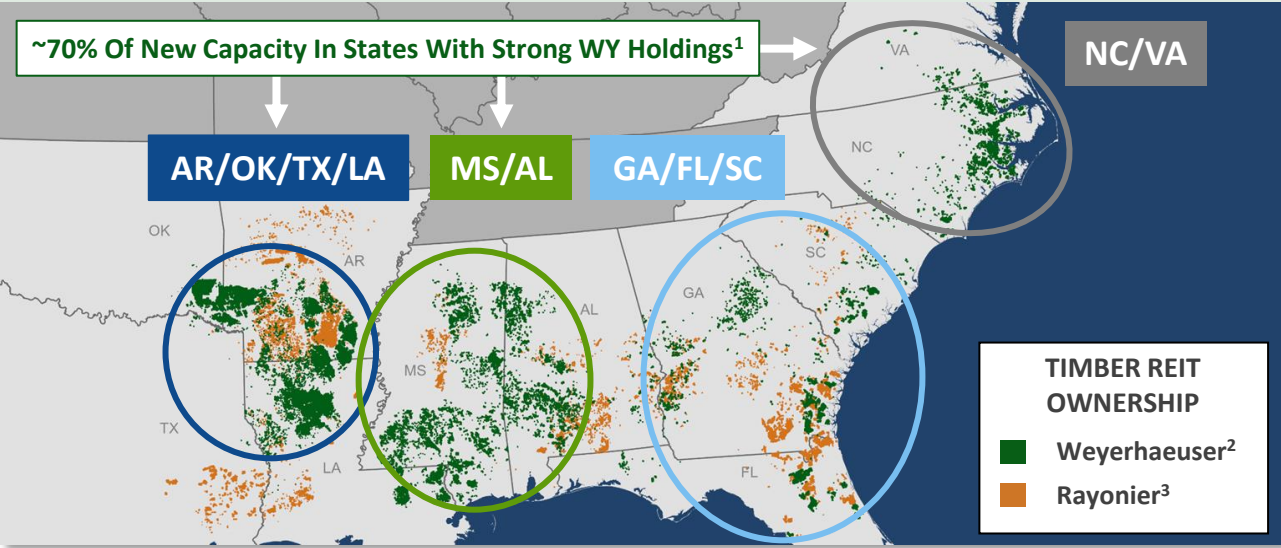 ~70% Of New Capacity In States With Strong WY Holdings1
NC/VA
AR/OK/TX/LA
MS/AL
GA/FL/SC
VA
NC
OK
AR
SC
GA
AL
MS
TX
LA
FL
TIMBER REIT
OWNERSHIP
Weyerhaeuser2
Rayonier3